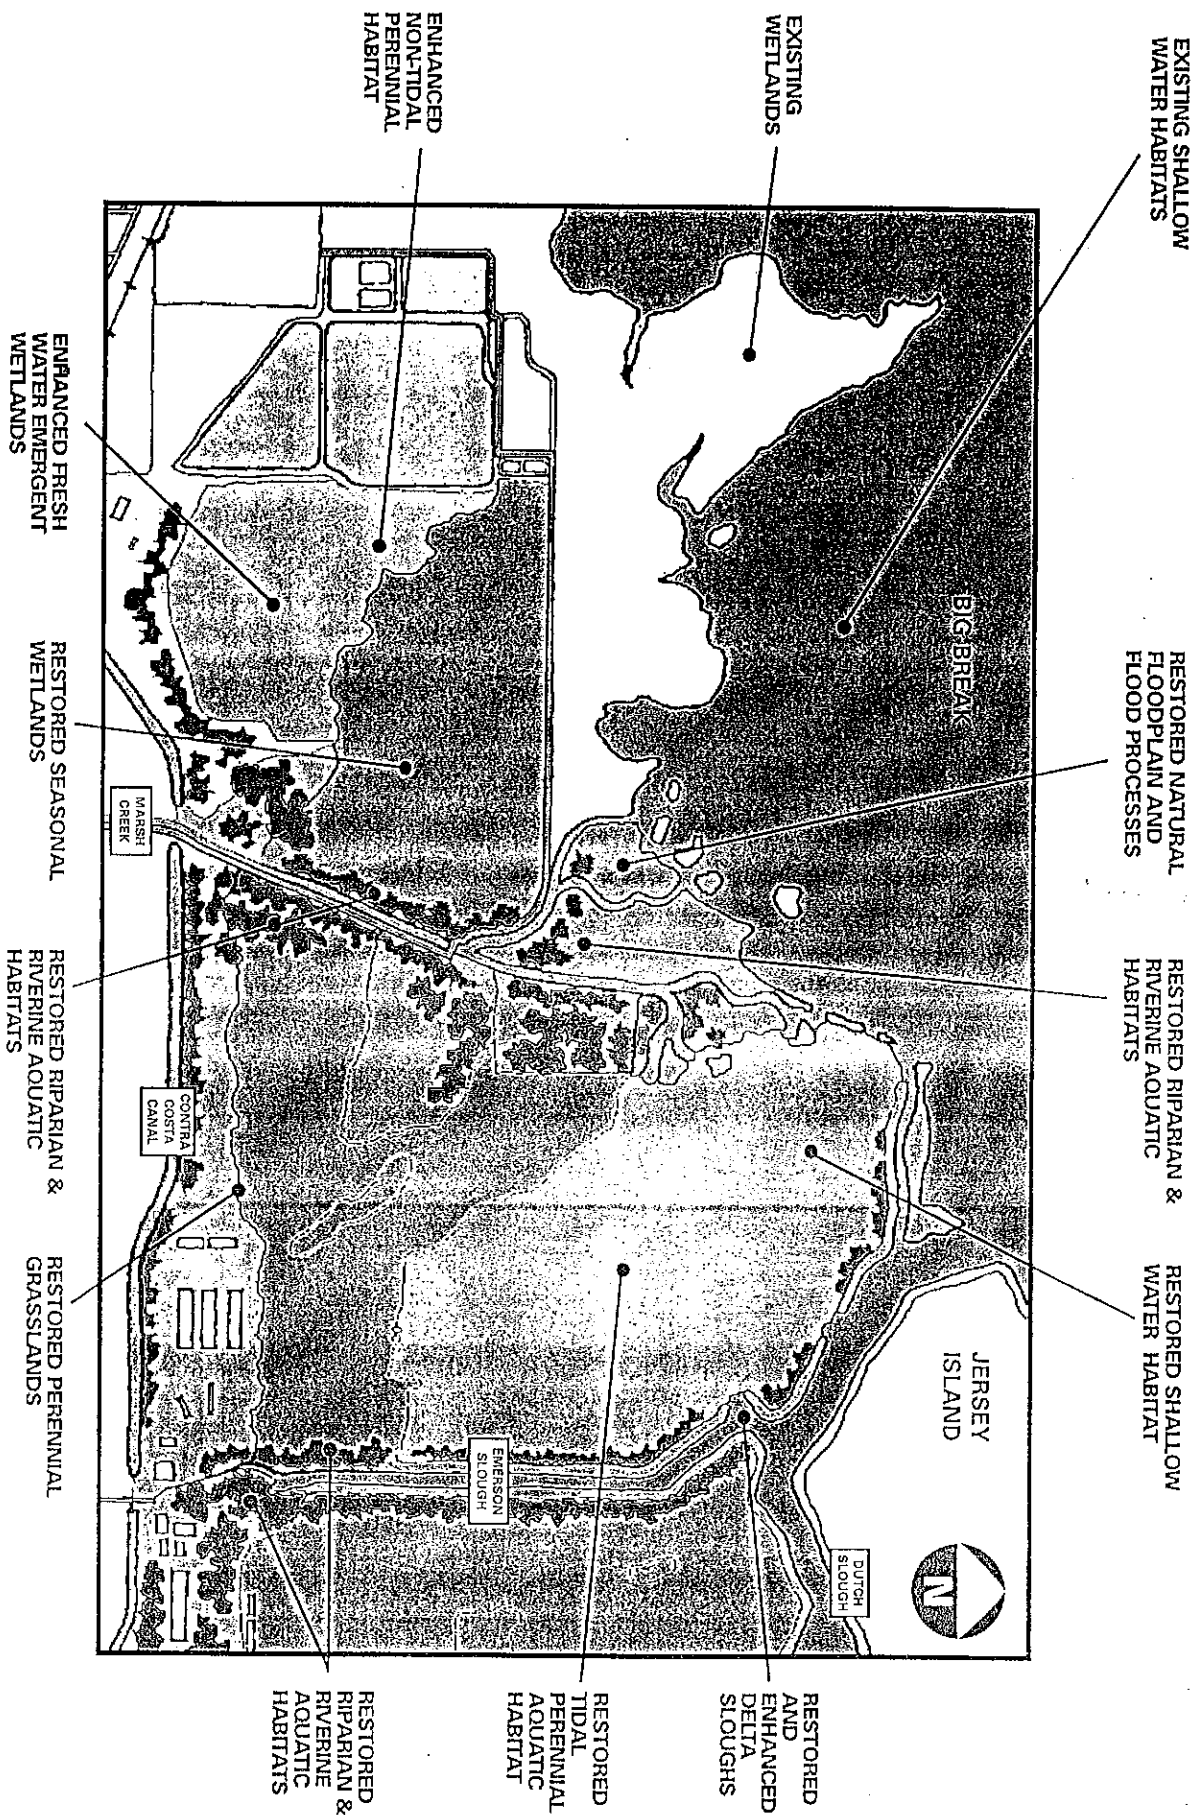 EXISTING SHALLOW
WATER HABITATS
RESTORED NATURAL
FLOODPLAIN AND
FLOOD PROCESSES
RESTORED RIPARIAN &
RIVERINE AQUATIC
HABITATS
RESTORED SHALLOW
WATER HABITAT
EXISTING
WETLANDS
ENHANCED
NON-TIDAL
PERENNIAL
HABITAT
BIG BREAK
JERSEY
ISLAND
N
DUTCH
SLOUGH
EMERSON
SLOUGH
MARSH
CREEK
CONTRA
COSTA
CANAL
RESTORED
AND
ENHANCED
DELTA
SLOUGHS
RESTORED
TIDAL
PERENNIAL
AQUATIC
HABITAT
RESTORED
RIPARIAN &
RIVERINE
AQUATIC
HABITATS
ENHANCED FRESH
WATER EMERGENT
WETLANDS
RESTORED SEASONAL
WETLANDS
RESTORED RIPARIAN &
RIVERINE AQUATIC
HABITATS
RESTORED PERENNIAL
GRASSLANDS